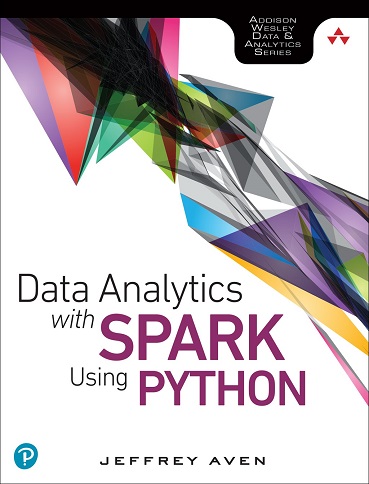 ADDISON
WESLEY
DATA &
ANALYTICS
SERIES
Data Analytics
with SPARK
Using PYTHON
P
JEFFREY AVEN